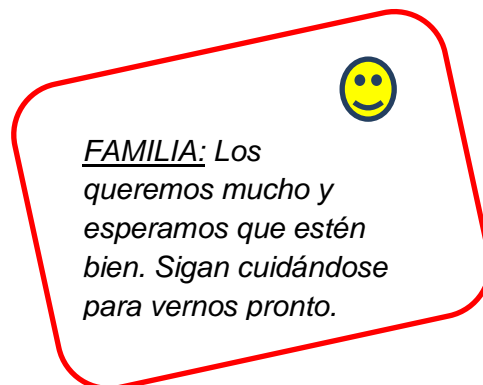 FAMILIA: Los
queremos mucho y
esperamos que estén
bien. Sigan cuidándose
para vernos pronto.